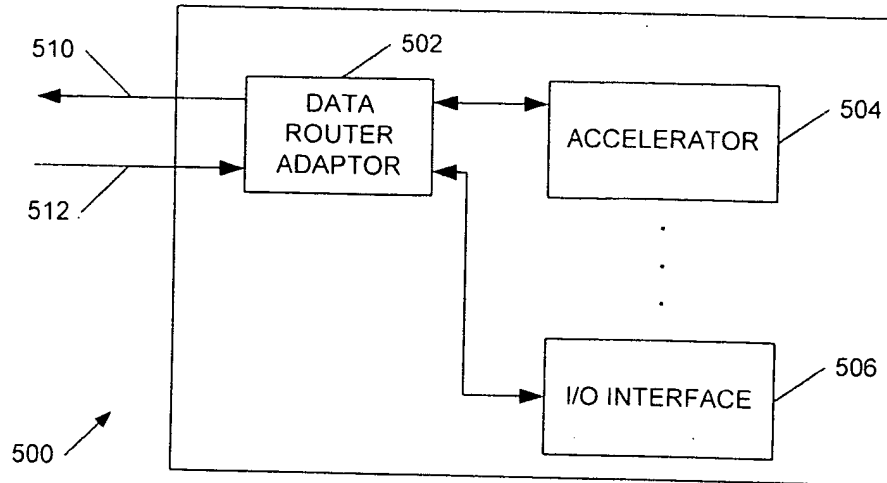 510
502
DATA
ROUTER
ADAPTOR
504
ACCELERATOR
512
506
I/O INTERFACE
500